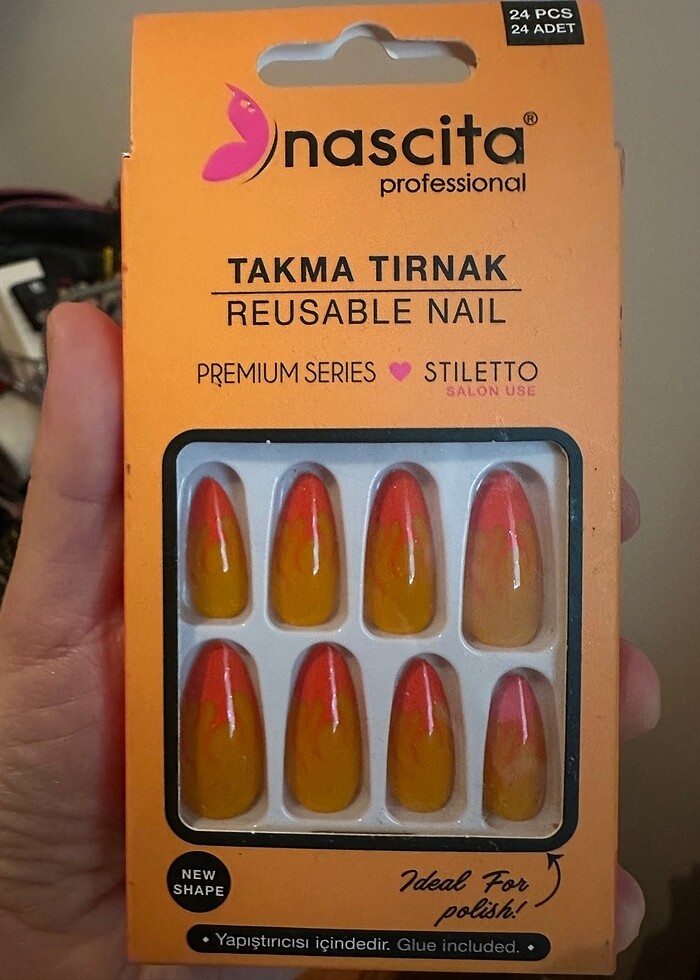 24 PCS
24 ADET
nascita®
professional
TAKMA TIRNAK
REUSABLE NAIL
PREMIUM SERIES STILETTO
SALON USE
NEW
SHAPE
Ideal For
polish!
• Yapıştırıcısı içindedir. Glue included. •